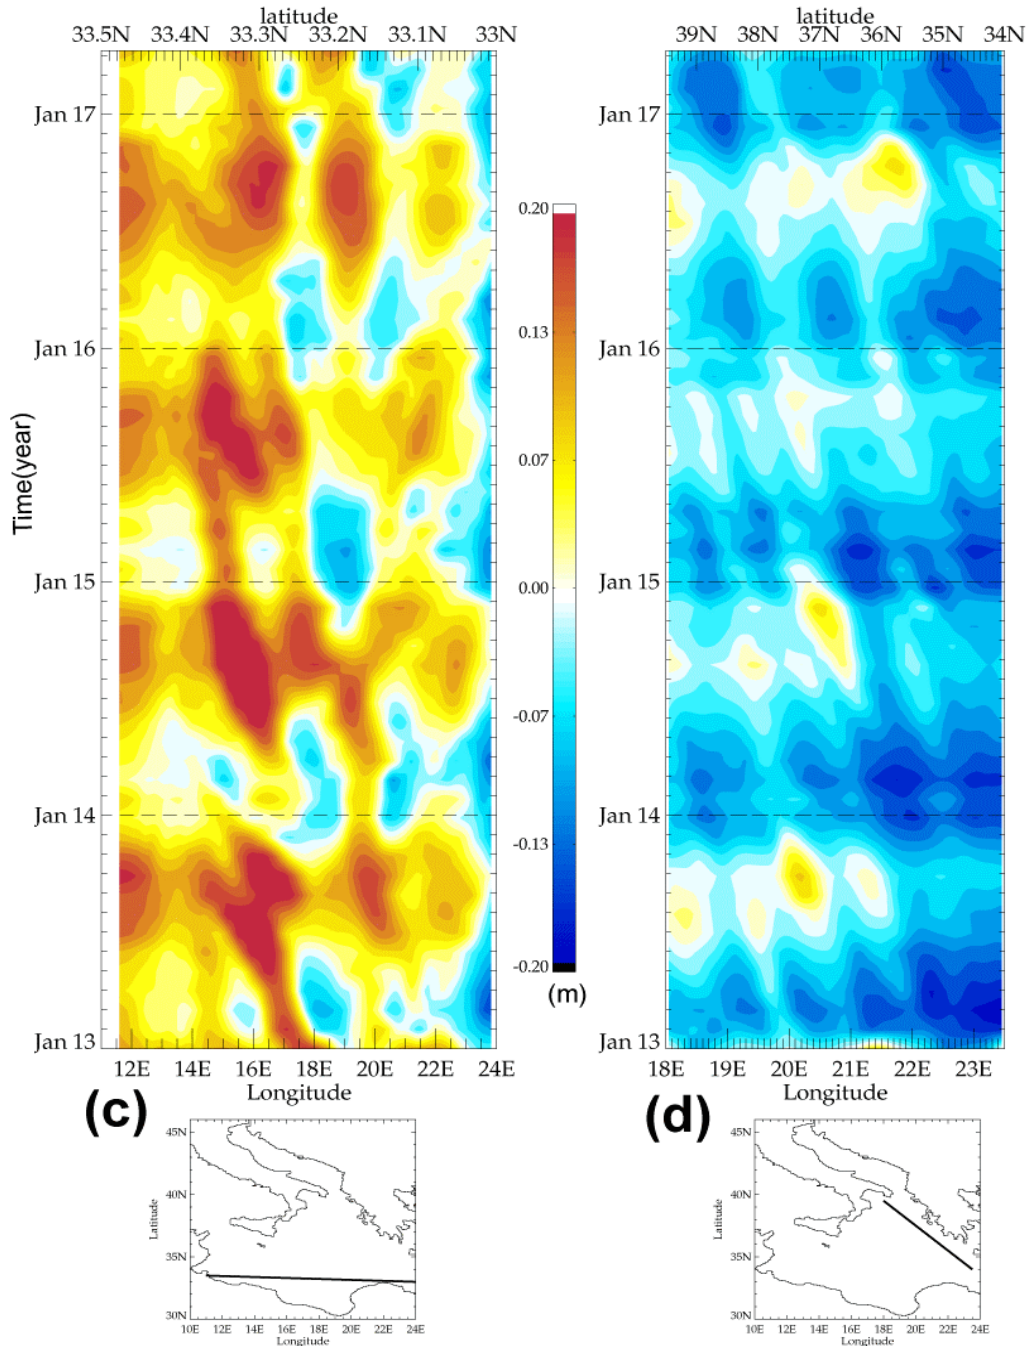 latitude
33.5N 33.4N 33.3N 33.2N 33.1N 33N
Jan 17
Jan 16
Jan 15
Jan 14
Jan 13
Time(year)
12E 14E 16E 18E 20E 22E 24E
Longitude
0.20
0.13
0.07
0.00
-0.07
-0.13
-0.20
(m)
latitude
39N 38N 37N 36N 35N 34N
Jan 17
Jan 16
Jan 15
Jan 14
Jan 13
18E 19E 20E 21E 22E 23E
Longitude
(c)
45N
40N
35N
30N
Latitude
10E 12E 14E 16E 18E 20E 22E 24E
Longitude
(d)
45N
40N
35N
30N
Latitude
10E 12E 14E 16E 18E 20E 22E 24E
Longitude